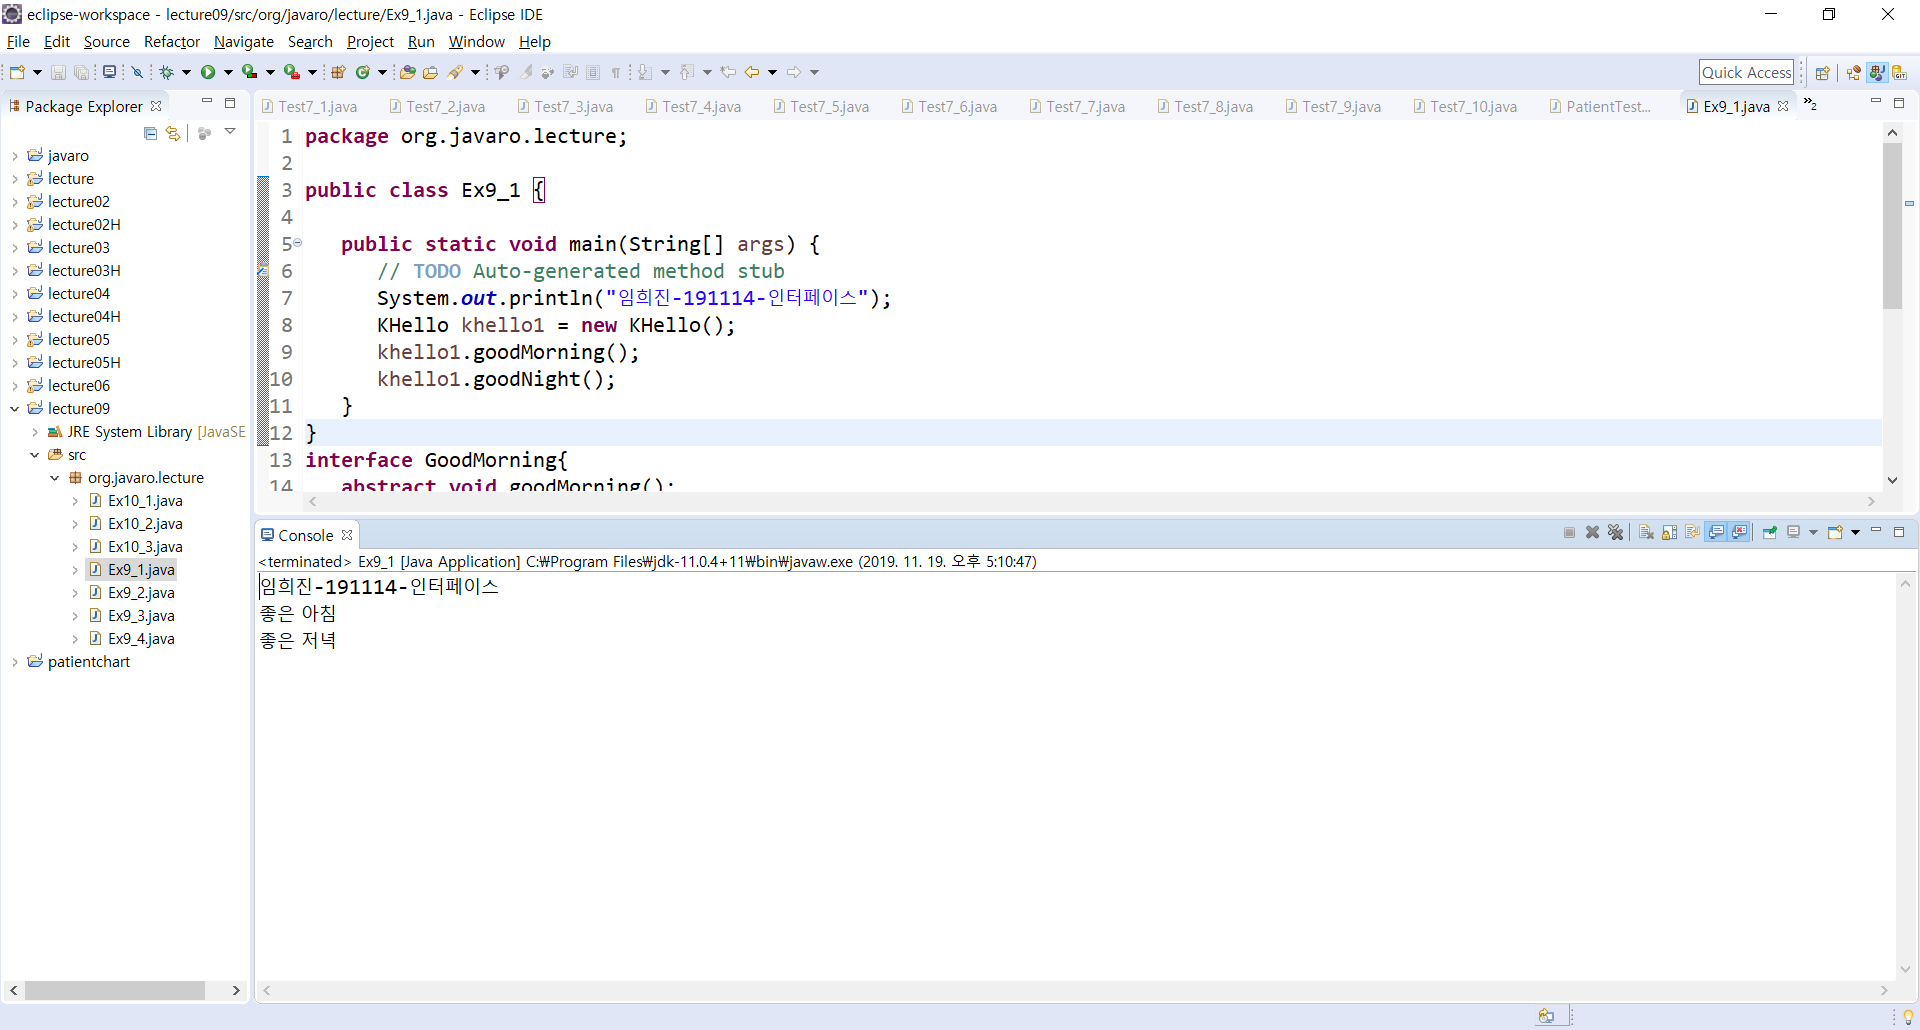 eclipse-workspace - lecture09/src/org/javaro/lecture/Ex9_1.java - Eclipse IDE
File Edit Source Refactor Navigate Search Project Run Window Help
Quick Access
Package Explorer
Test7_1.java Test7_2.java Test7_3.java Test7_4.java Test7_5.java Test7_6.java Test7_7.java Test7_8.java Test7_9.java Test7_10.java PatientTest... Ex9_1.java »2
javaro
lecture
lecture02
lecture02H
lecture03
lecture03H
lecture04
lecture04H
lecture05
lecture05H
lecture06
lecture09
JRE System Library [JavaSE
src
org.javaro.lecture
Ex10_1.java
Ex10_2.java
Ex10_3.java
Ex9_1.java
Ex9_2.java
Ex9_3.java
Ex9_4.java
patientchart
1 package org.javaro.lecture;
2
3 public class Ex9_1 {
4
5 public static void main(String[] args) {
6 // TODO Auto-generated method stub
7 System.out.println("임희진-191114-인터페이스");
8 KHello khello1 = new KHello();
9 khello1.goodMorning();
10 khello1.goodNight();
11 }
12 }
13 interface GoodMorning{
14 abstract void goodMorning();
Console
<terminated> Ex9_1 [Java Application] C:₩Program Files₩jdk-11.0.4+11₩bin₩javaw.exe (2019. 11. 19. 오후 5:10:47)
임희진-191114-인터페이스
좋은 아침
좋은 저녁